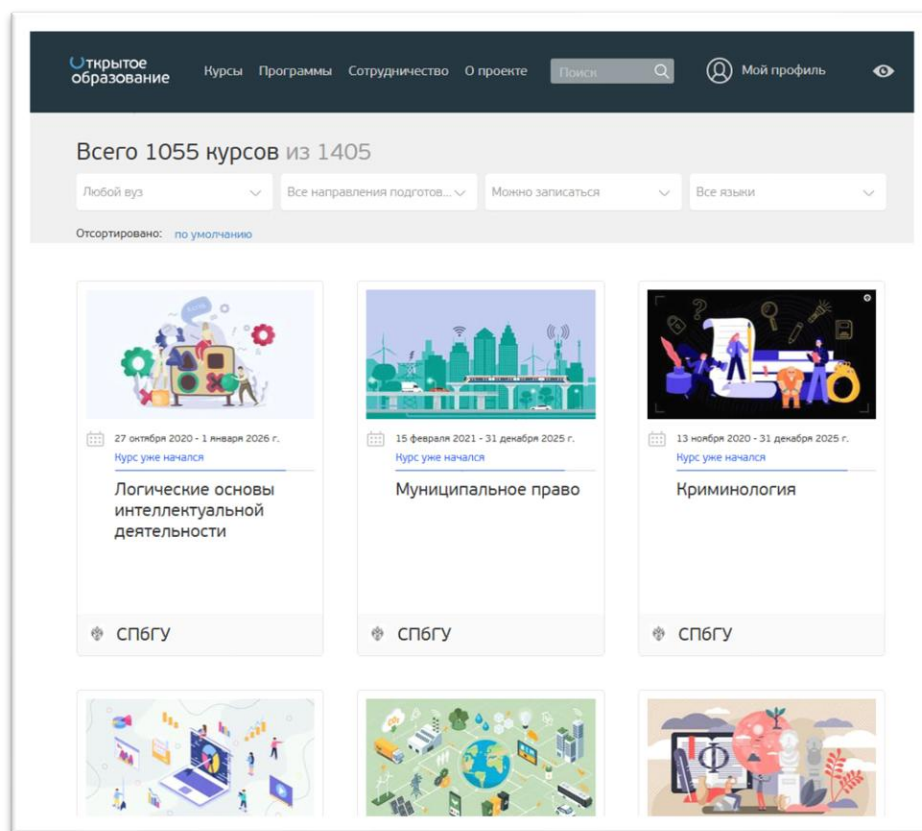 Открытое
образование
Курсы Программы Сотрудничество О проекте Поиск Мой профиль
Всего 1055 курсов из 1405
Любой вуз Все направления подготов... Можно записаться Все языки
Отсортировано: по умолчанию
27 октября 2020 - 1 января 2026 г.
Курс уже начался
Логические основы
интеллектуальной
деятельности
СПбГУ
15 февраля 2021 - 31 декабря 2025 г.
Курс уже начался
Муниципальное право
СПбГУ
13 ноября 2020 - 31 декабря 2025 г.
Курс уже начался
Криминология
СПбГУ
CO₂
Ф